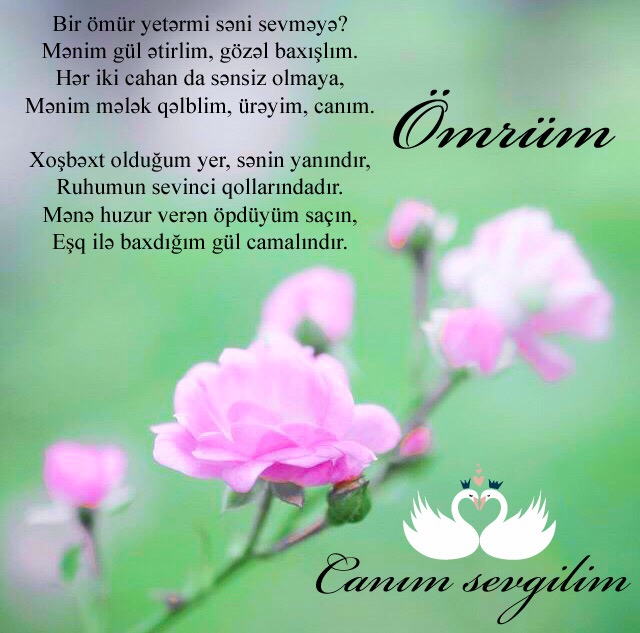 Bir ömür yetərmi səni sevməyə?
Mənim gül ətirlim, gözəl baxışlım.
Hər iki cahan da sənsiz olmaya,
Mənim mələk qəlblim, ürəyim, canım.
Ömrüm
Xoşbəxt olduğum yer, sənin yanındır,
Ruhumun sevinci qollarındadır.
Mənə huzur verən öpdüyüm saçın,
Eşq ilə baxdığım gül camalındır.
Canım sevgilim